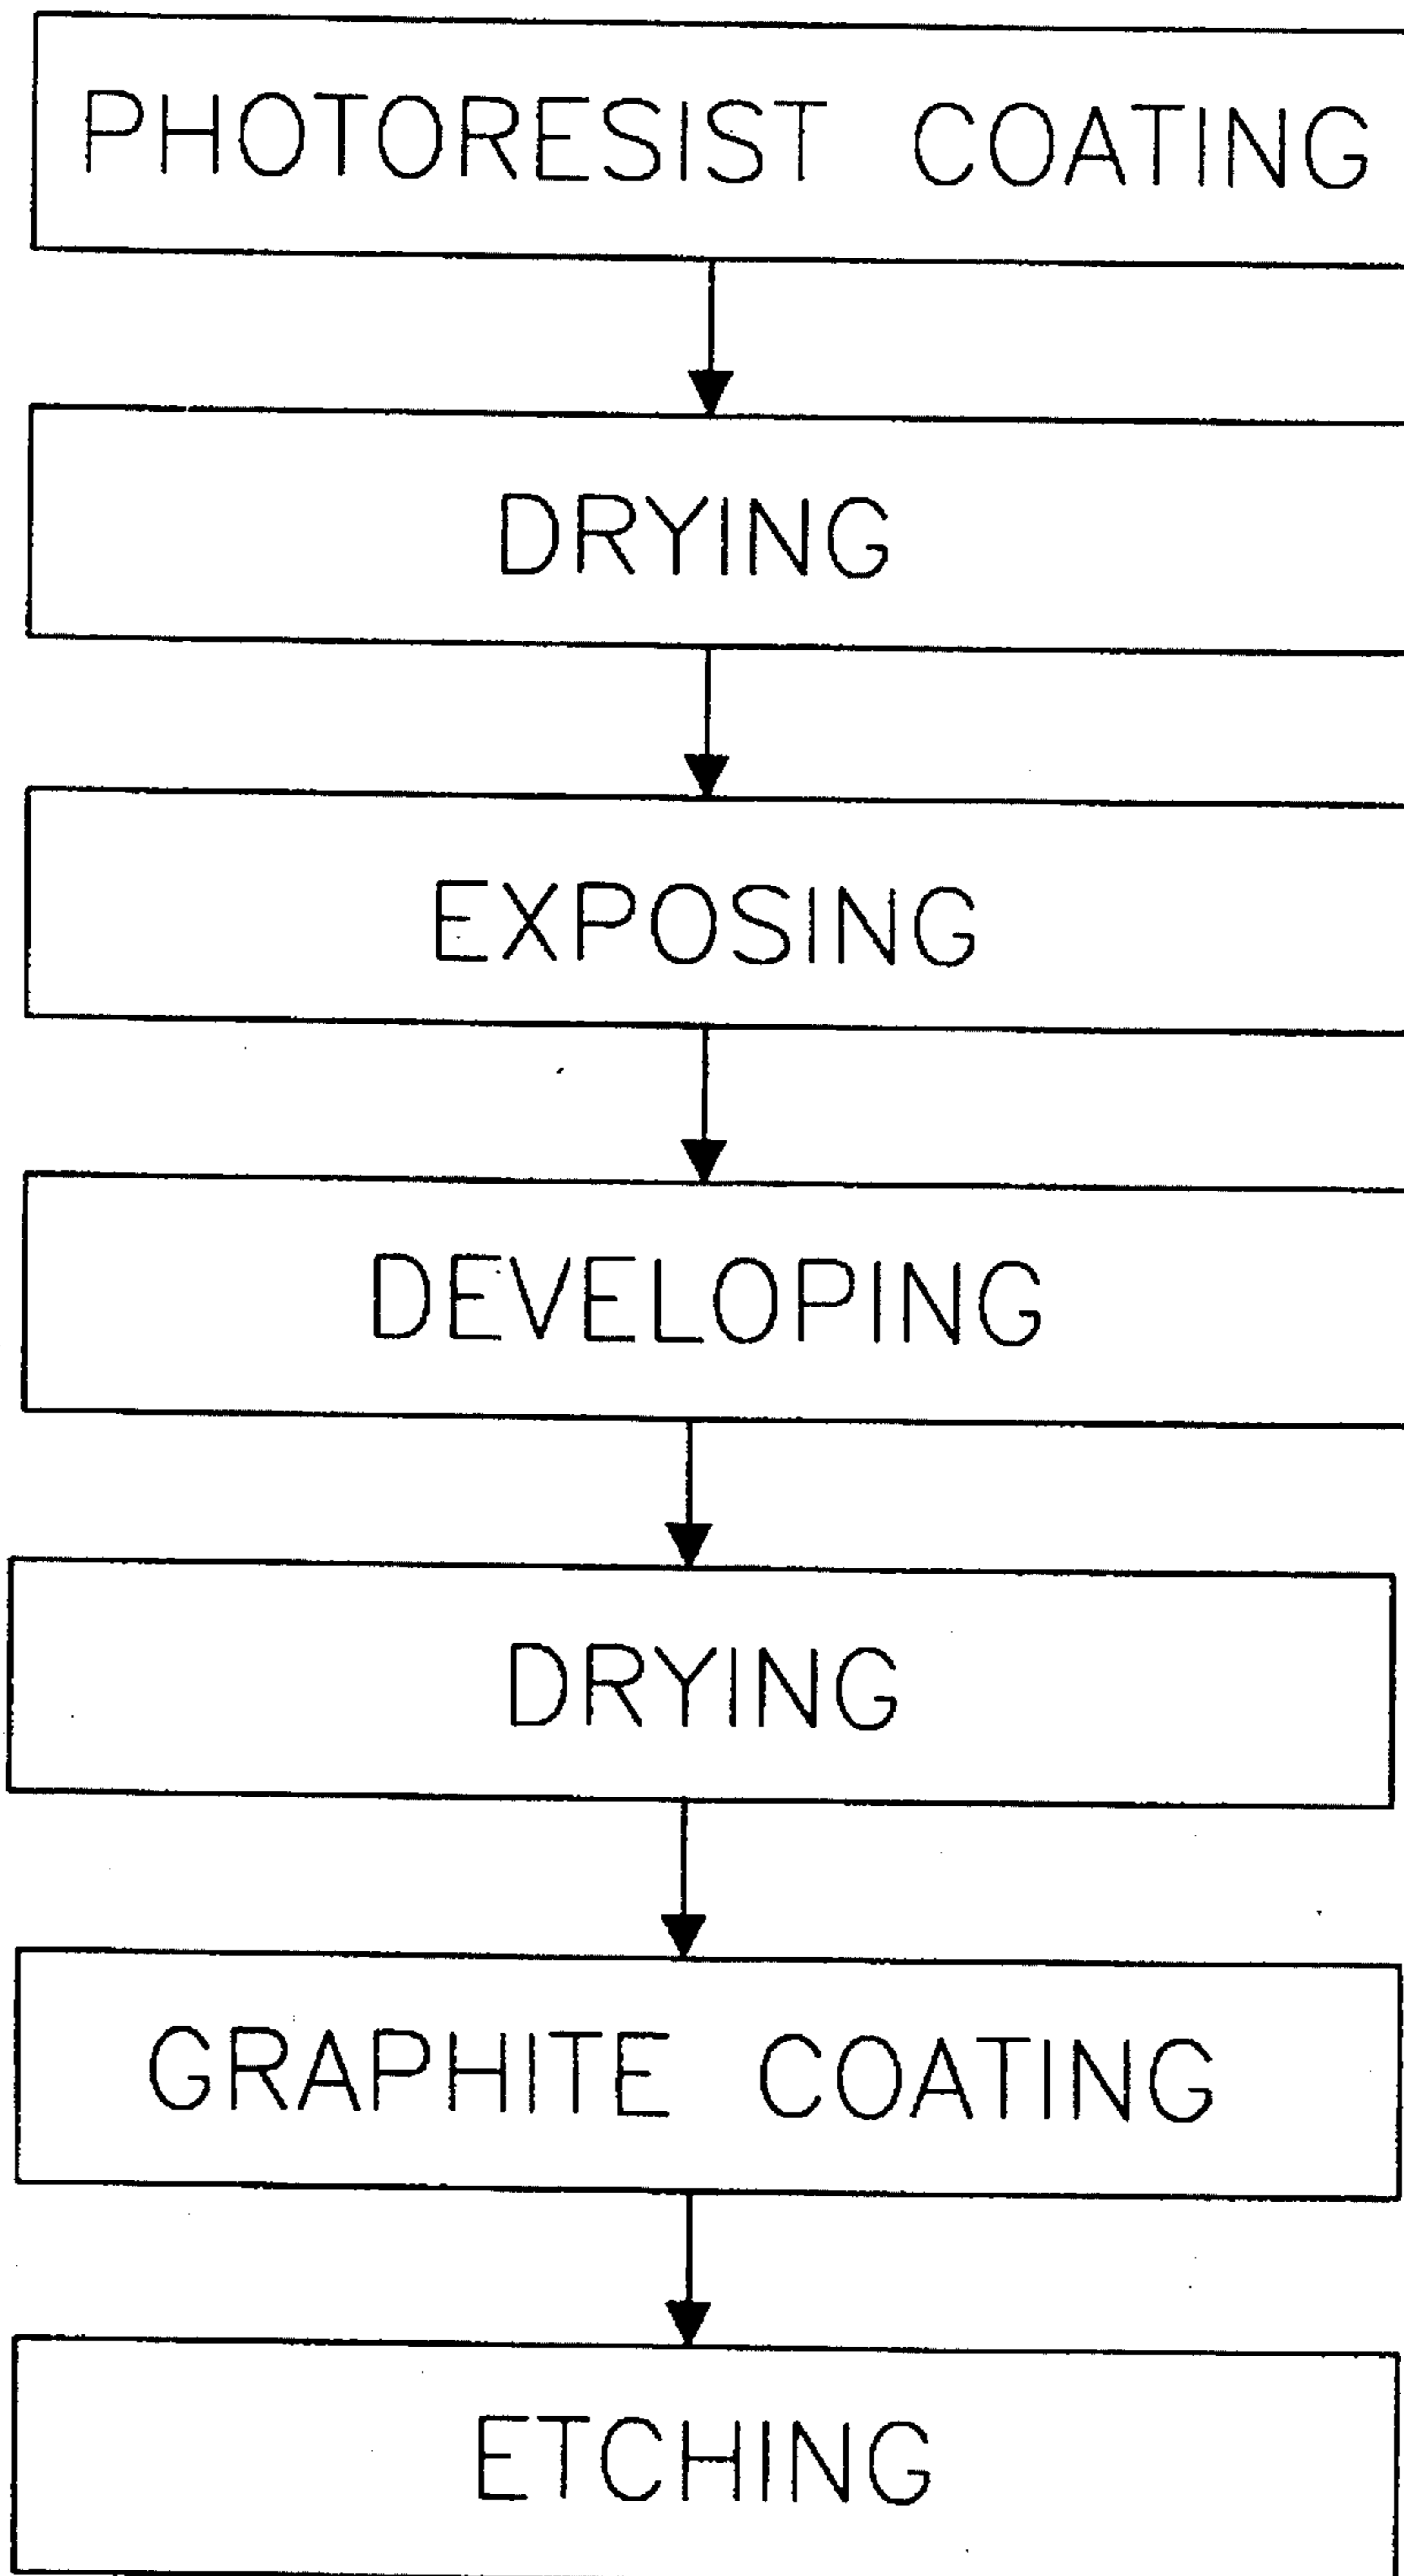 PHOTORESIST COATING
DRYING
EXPOSING
DEVELOPING
DRYING
GRAPHITE COATING
ETCHING